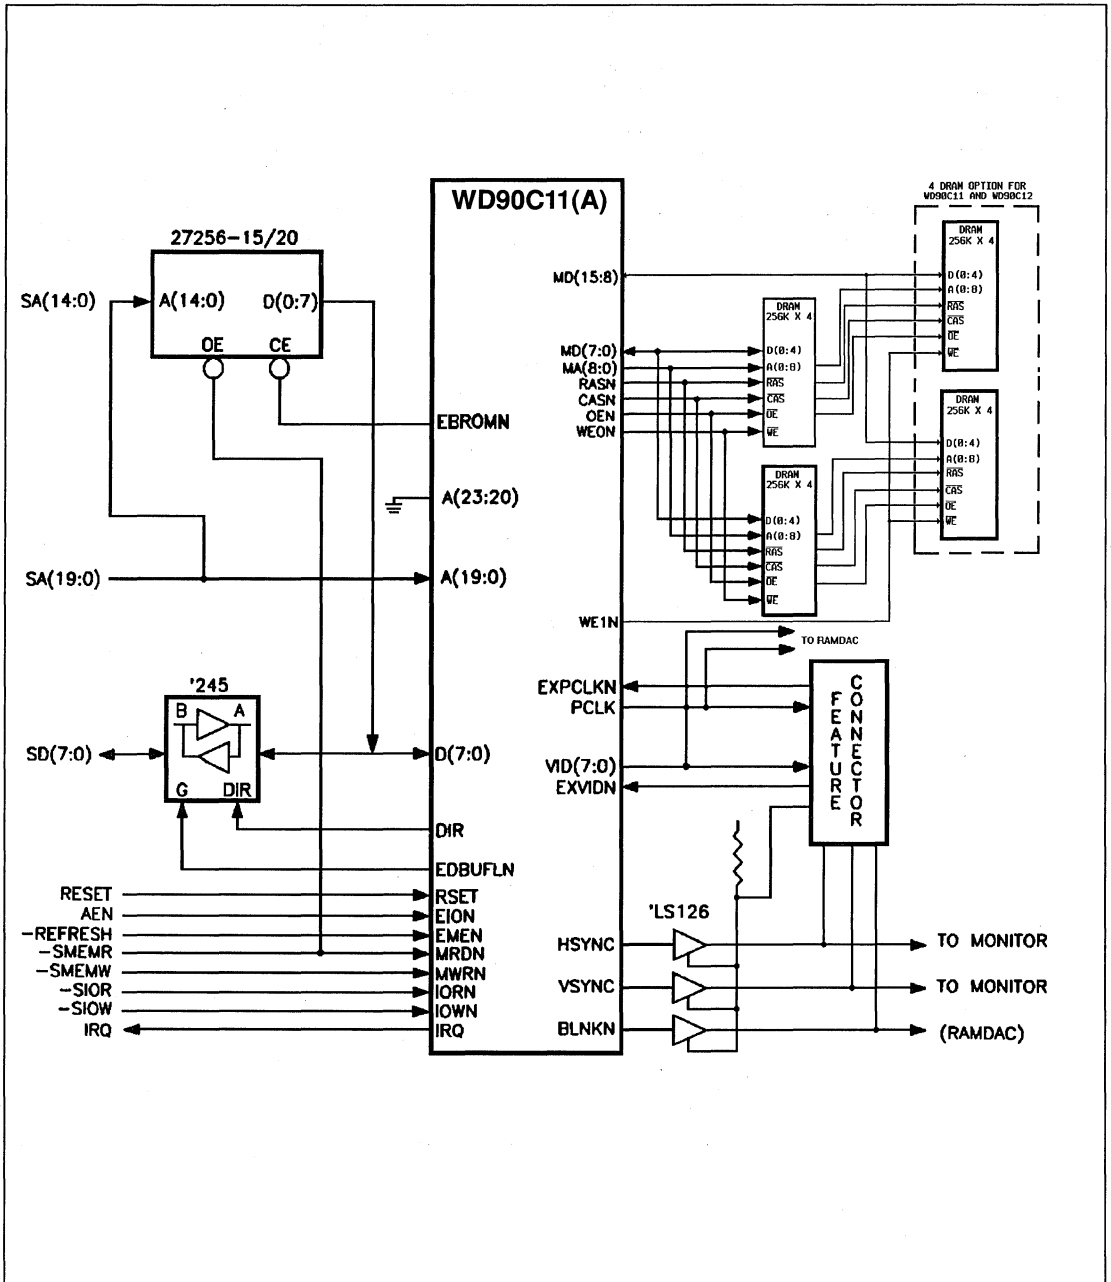 WD90C11(A)
27256-15/20
SA(14:0)
A(14:0)
D(0:7)
OE
CE
EBROMN
A(23:20)
SA(19:0)
A(19:0)
'245
B
A
G
DIR
SD(7:0)
D(7:0)
DIR
EDBUFLN
RESET
RSET
AEN
EION
-REFRESH
EMEN
-SMEMR
MRDN
-SMEMW
MWRN
-SIOR
IORN
-SIOW
IOWN
IRQ
IRQ
MD(15:8)
MD(7:0)
MA(8:0)
RASN
CASN
OEN
WE0N
WE1N
EXPCLKN
PCLK
VID(7:0)
EXVIDN
HSYNC
VSYNC
BLNKN
DRAM
256K X 4
D(0:4)
A(0:8)
RAS
CAS
OE
WE
DRAM
256K X 4
D(0:4)
A(0:8)
RAS
CAS
OE
WE
4 DRAM OPTION FOR
WD90C11 AND WD90C12
DRAM
256K X 4
D(0:4)
A(0:8)
RAS
CAS
OE
WE
DRAM
256K X 4
D(0:4)
A(0:8)
RAS
CAS
OE
WE
TO RAMDAC
FEATURE
CONNECTOR
'LS126
TO MONITOR
TO MONITOR
(RAMDAC)